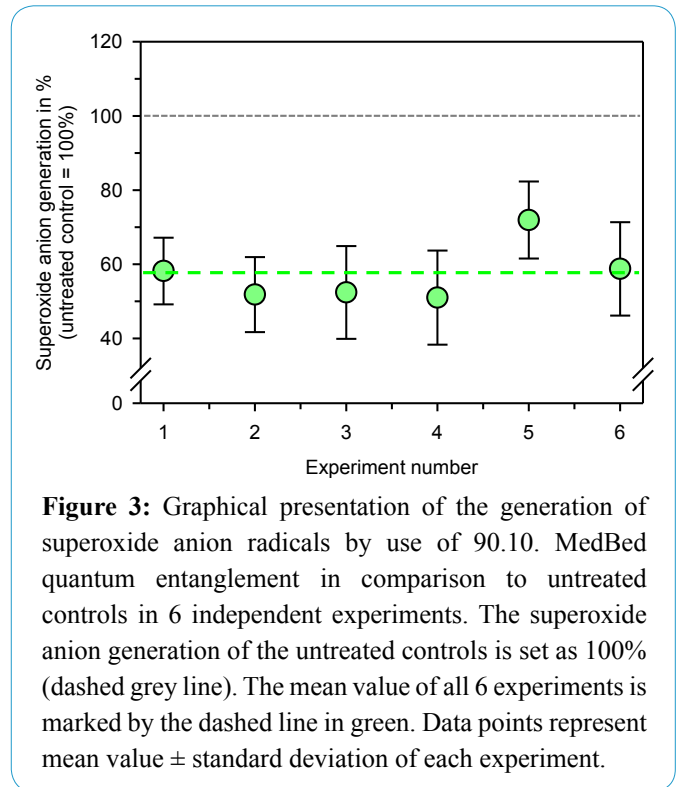 120
100
80
60
40
0
Superoxide anion generation in %
(untreated control = 100%)
1 2 3 4 5 6
Experiment number
Figure 3: Graphical presentation of the generation of
superoxide anion radicals by use of 90.10. MedBed
quantum entanglement in comparison to untreated
controls in 6 independent experiments. The superoxide
anion generation of the untreated controls is set as 100%
(dashed grey line). The mean value of all 6 experiments is
marked by the dashed line in green. Data points represent
mean value ± standard deviation of each experiment.